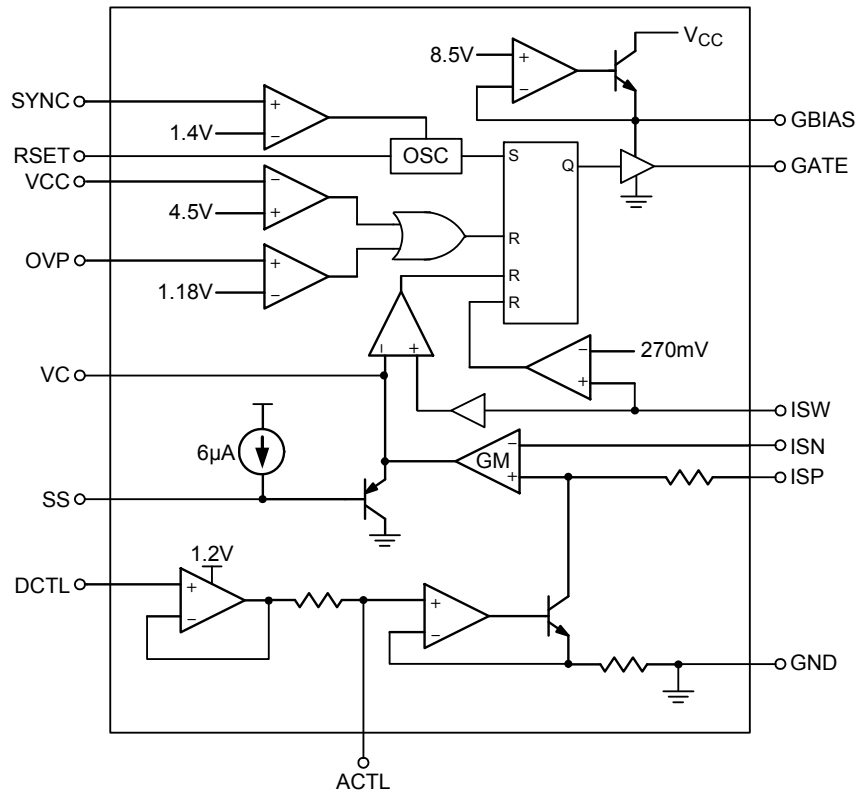 8.5V
+
−
VCC
SYNC
+
1.4V
−
GBIAS
RSET
OSC
S
Q
GATE
VCC
−
4.5V
+
R
OVP
+
1.18V
−
R
R
−
+
−
270mV
+
VC
ISW
6µA
GM
−
ISN
+
ISP
SS
1.2V
DCTL
+
−
+
−
GND
ACTL